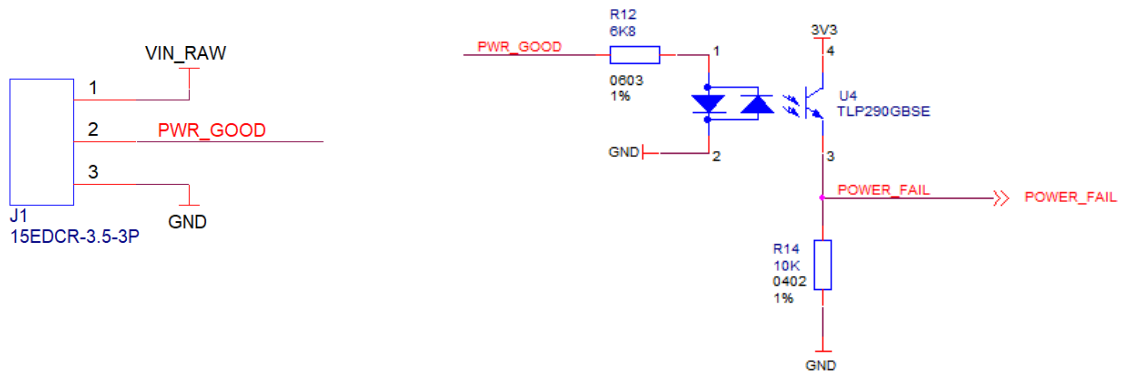 VIN_RAW
1
2
PWR_GOOD
3
GND
J1
15EDCR-3.5-3P
R12
6K8
PWR_GOOD
0603
1%
1
2
GND
3V3
4
U4
TLP290GBSE
3
POWER_FAIL
POWER_FAIL
R14
10K
0402
1%
GND